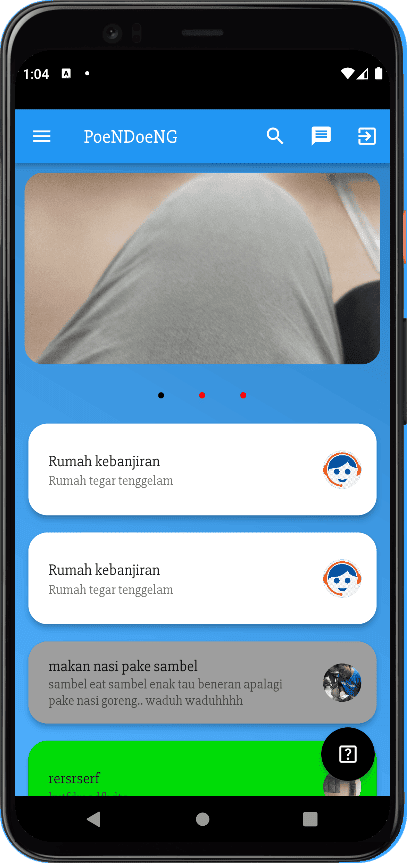 1:04
A
PoeNDoeNG
Rumah kebanjiran
Rumah tegar tenggelam
Rumah kebanjiran
Rumah tegar tenggelam
makan nasi pake sambel
sambel eat sambel enak tau beneran apalagi
pake nasi goreng.. waduh waduhhhh
rersrserf